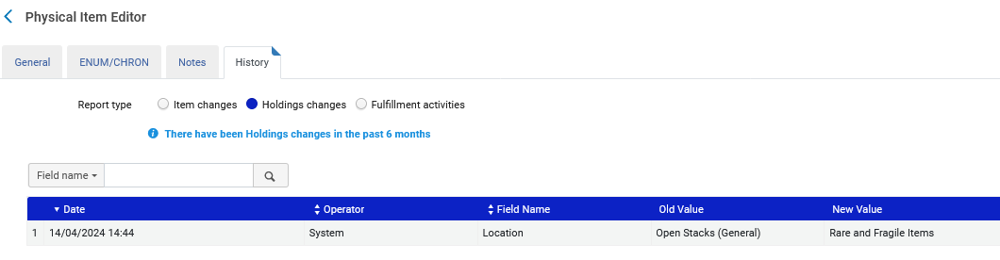 Physical Item Editor
General ENUM/CHRON Notes History
Report type Item changes Holdings changes Fulfillment activities
There have been Holdings changes in the past 6 months
Field name
Date Operator Field Name Old Value New Value
1 14/04/2024 14:44 System Location Open Stacks (General) Rare and Fragile Items